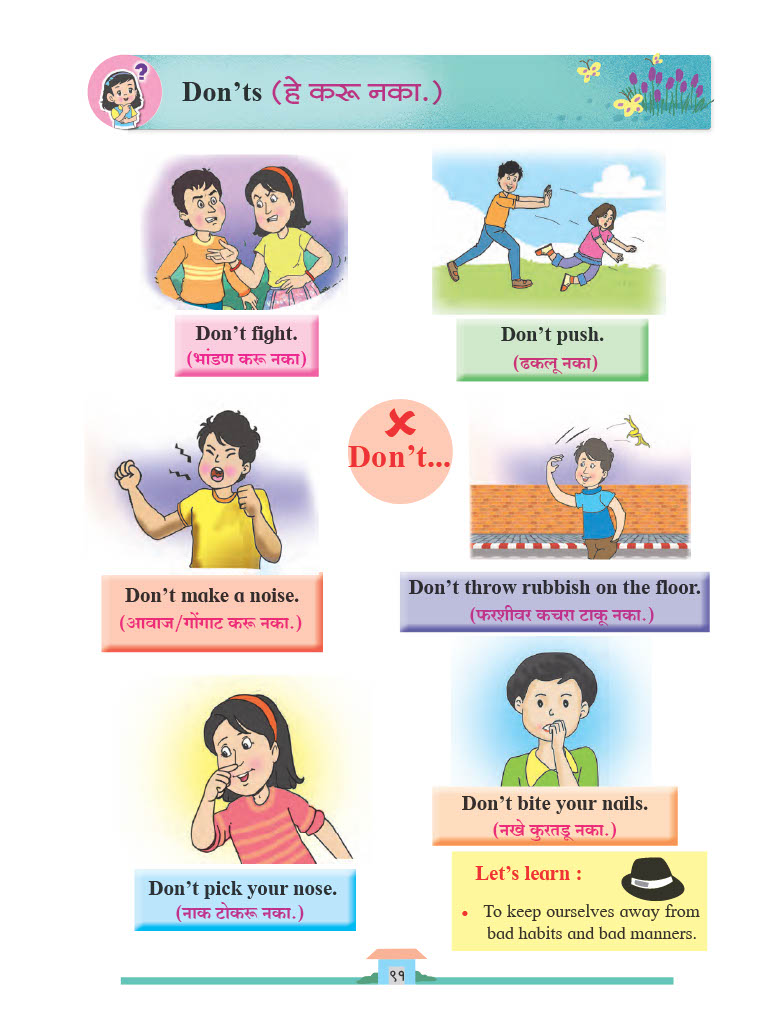 ?
Don'ts (हे करू नका.)
Don't fight.
(भांडण करू नका)
Don't push.
(ढकलू नका)
Don't...
Don't make a noise.
(आवाज/गोंगाट करू नका.)
Don't throw rubbish on the floor.
(फरशीवर कचरा टाकू नका.)
Don't pick your nose.
(नाक टोकरू नका.)
Don't bite your nails.
(नखे कुरतडू नका.)
Let's learn :
• To keep ourselves away from
bad habits and bad manners.
९१